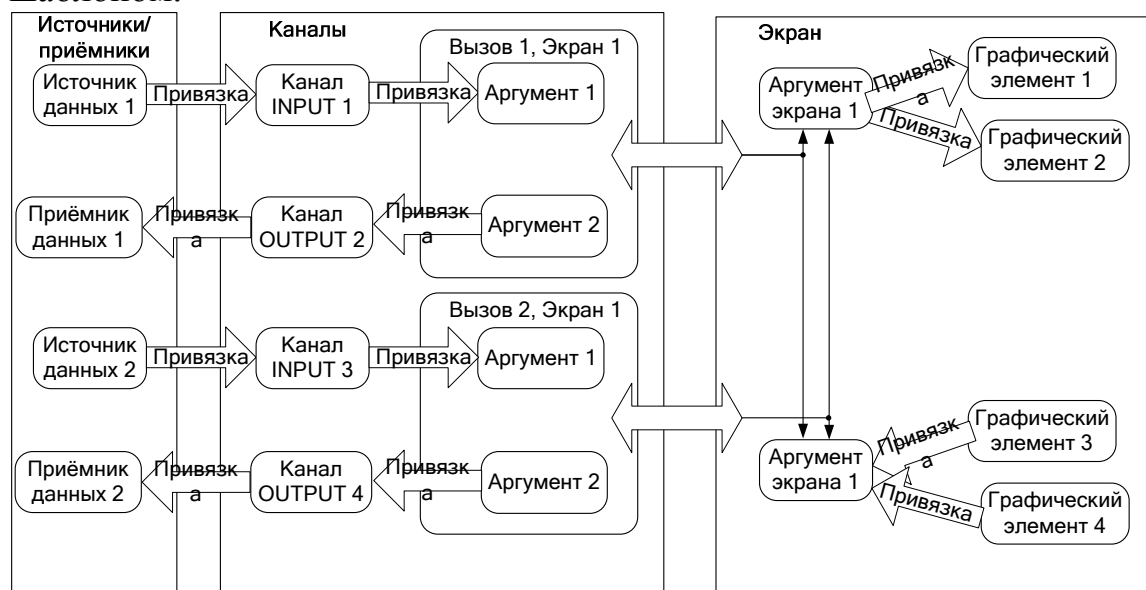 шаблоном.
Источники/
приёмники
Каналы
Экран
Вызов 1, Экран 1
Источник
данных 1
Привязка
Канал
INPUT 1
Привязка
Аргумент 1
Аргумент
экрана 1
Привязк
а
Графический
элемент 1
Привязка
Графический
элемент 2
Приёмник
данных 1
Привязк
а
Канал
OUTPUT 2
Привязк
а
Аргумент 2
Вызов 2, Экран 1
Источник
данных 2
Привязка
Канал
INPUT 3
Привязка
Аргумент 1
Приёмник
данных 2
Привязк
а
Канал
OUTPUT 4
Привязк
а
Аргумент 2
Аргумент
экрана 1
Привязк
а
Графический
элемент 3
Привязка
Графический
элемент 4